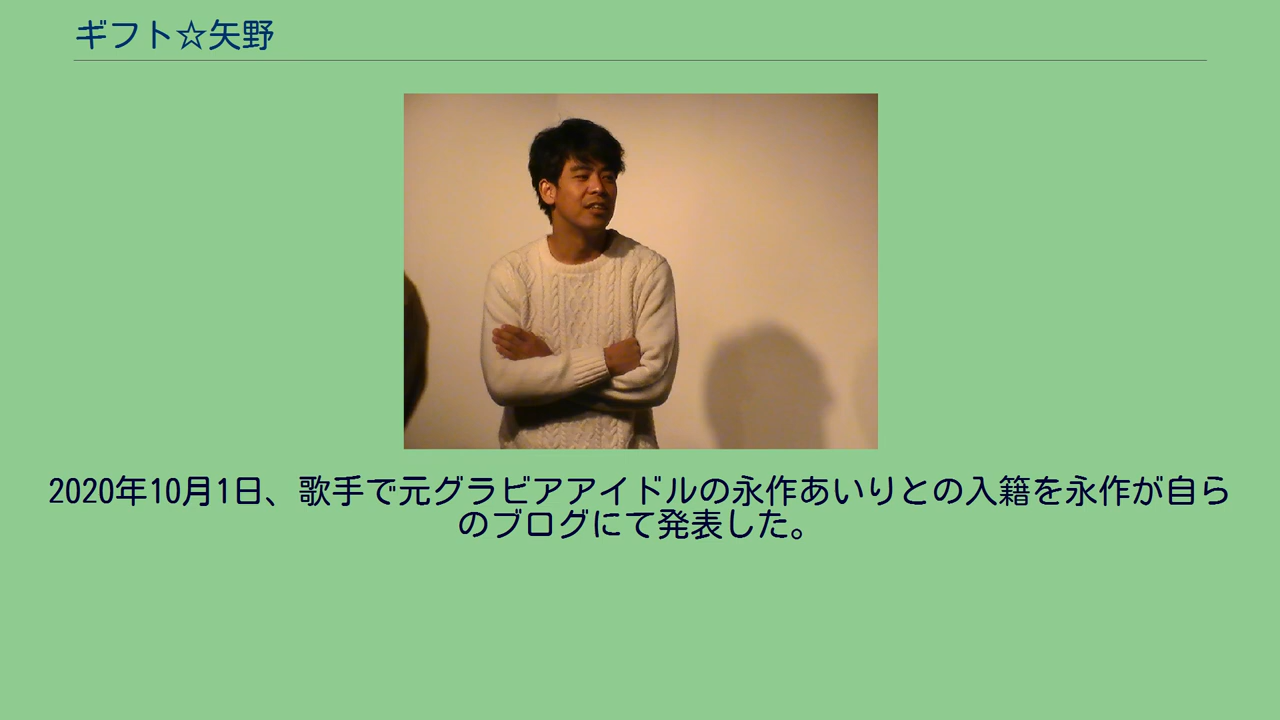 ギフト☆矢野
2020年10月1日、歌手で元グラビアアイドルの永作あいりとの入籍を永作が自ら
のブログにて発表した。